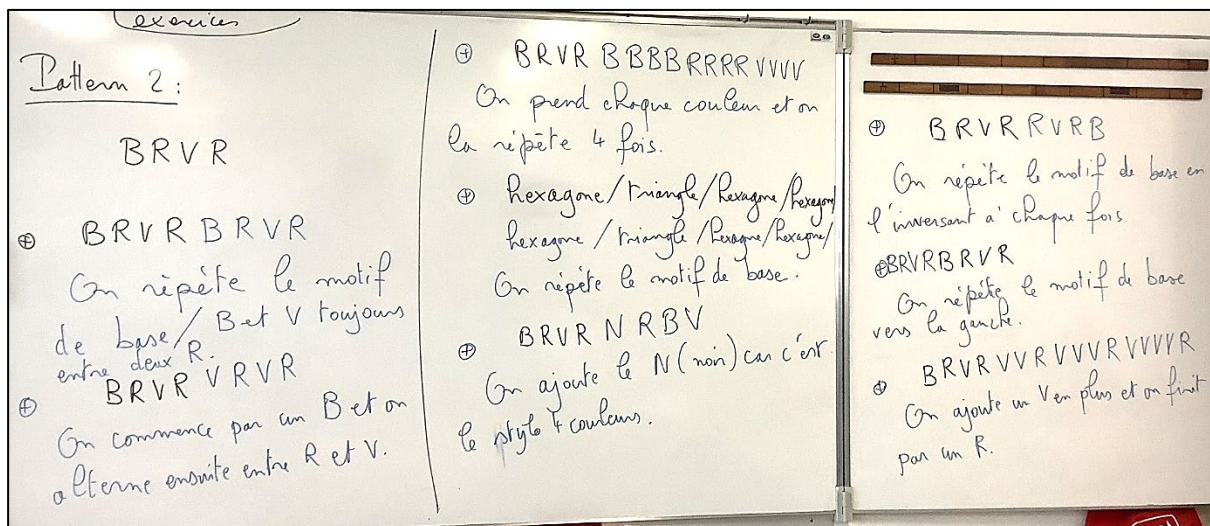 exercices
Pattern 2 :
BRVR
⊕ BRVRBRVR
On répète le motif
de base / B et V toujours
entre deux R.
⊕ BRVR VRVR
On commence par un B et on
alterne ensuite entre R et V.
⊕ BRVR BBBBRRRRVVVV
On prend chaque couleur et on
la répète 4 fois.
⊕ hexagone/triangle/hexagone/hexagone
hexagone/triangle/hexagone/hexagone/
On répète le motif de base.
⊕ BRVR N RBV
On ajoute le N (noir) car c'est
le stylo 4 couleurs.
⊕ BRVRRVRB
On répète le motif de base en
l'inversant à chaque fois.
⊕ BRVRBRVR
On répète le motif de base
vers la gauche.
⊕ BRVRVVRVVVRVVVVR
On ajoute un V en plus et on finit
par un R.